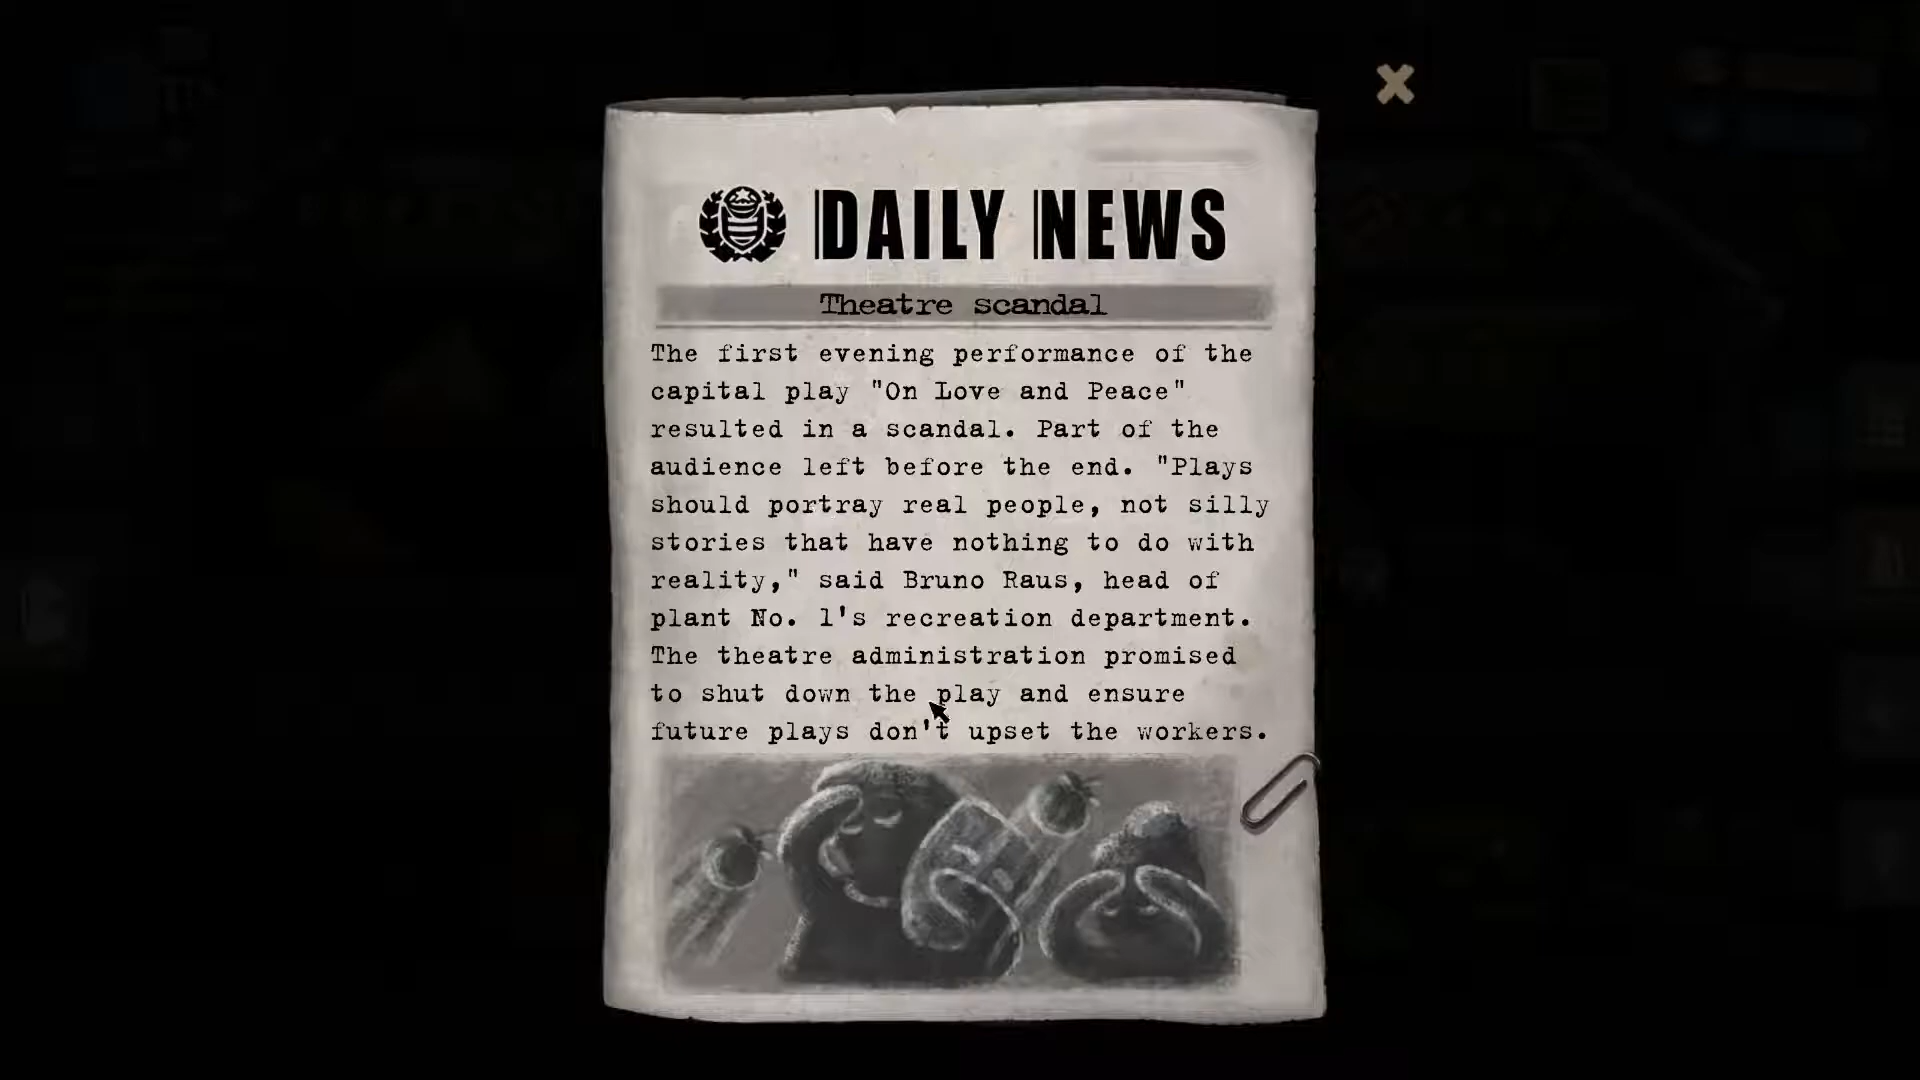 DAILY NEWS
Theatre scandal
The first evening performance of the
capital play "On Love and Peace"
resulted in a scandal. Part of the
audience left before the end. "Plays
should portray real people, not silly
stories that have nothing to do with
reality," said Bruno Raus, head of
plant No. 1's recreation department.
The theatre administration promised
to shut down the play and ensure
future plays don't upset the workers.